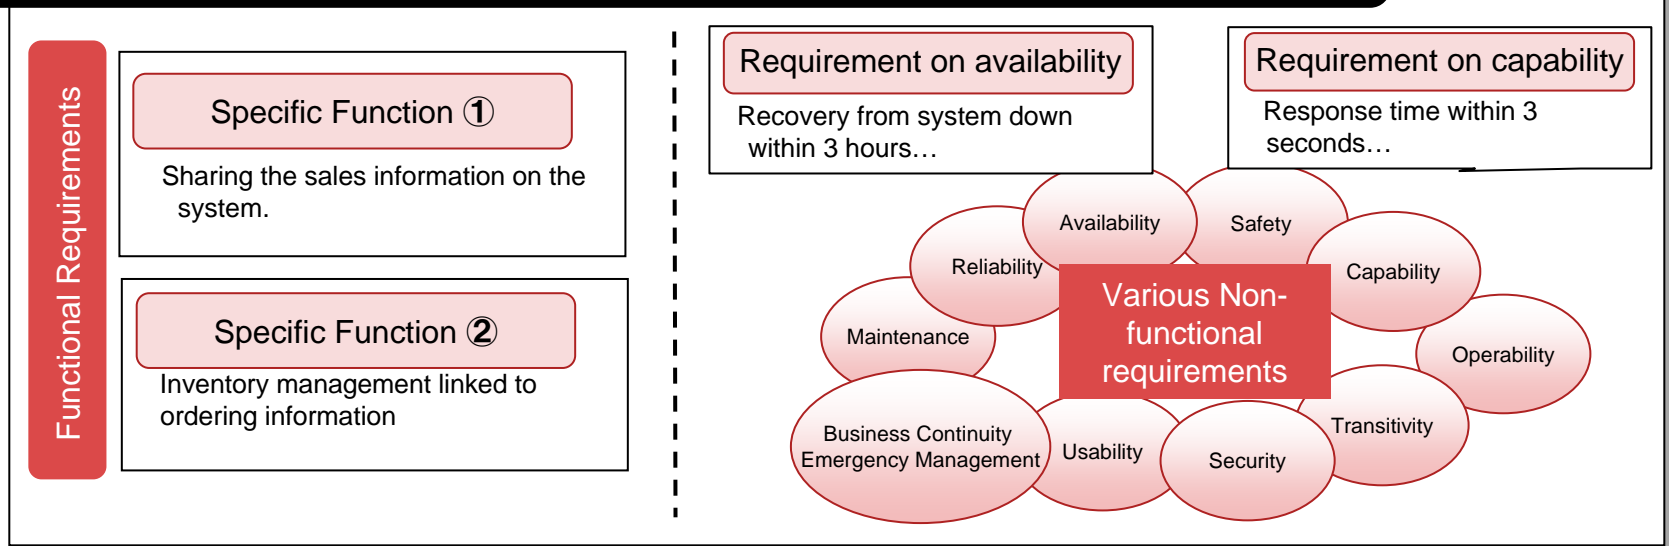 Functional Requirements
Specific Function ①
Sharing the sales information on the
system.
Specific Function ②
Inventory management linked to
ordering information
Requirement on availability
Recovery from system down
within 3 hours…
Requirement on capability
Response time within 3
seconds…
Availability
Safety
Reliability
Capability
Maintenance
Various Non-
functional
requirements
Operability
Business Continuity
Emergency Management
Usability
Security
Transitivity